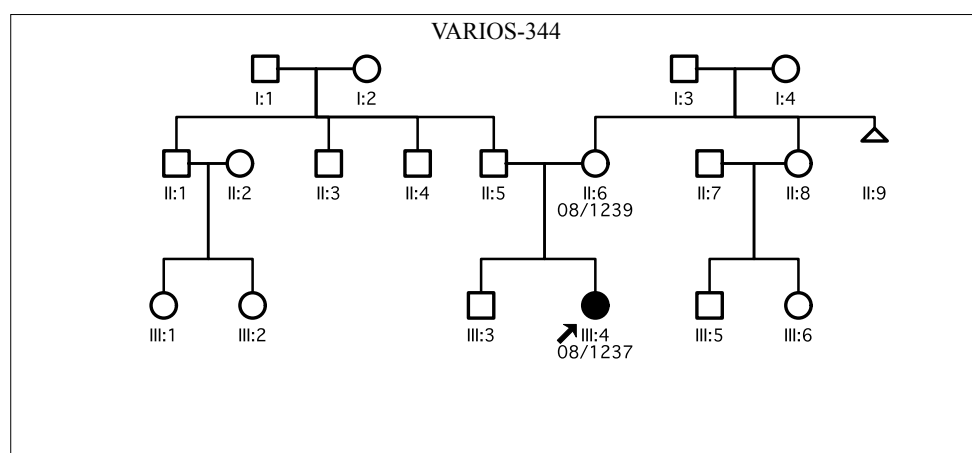 VARIOS-344
I:1 I:2 I:3 I:4
II:1 II:2 II:3 II:4 II:5 II:6 II:7 II:8 II:9
08/1239
III:1 III:2 III:3 III:4 III:5 III:6
08/1237